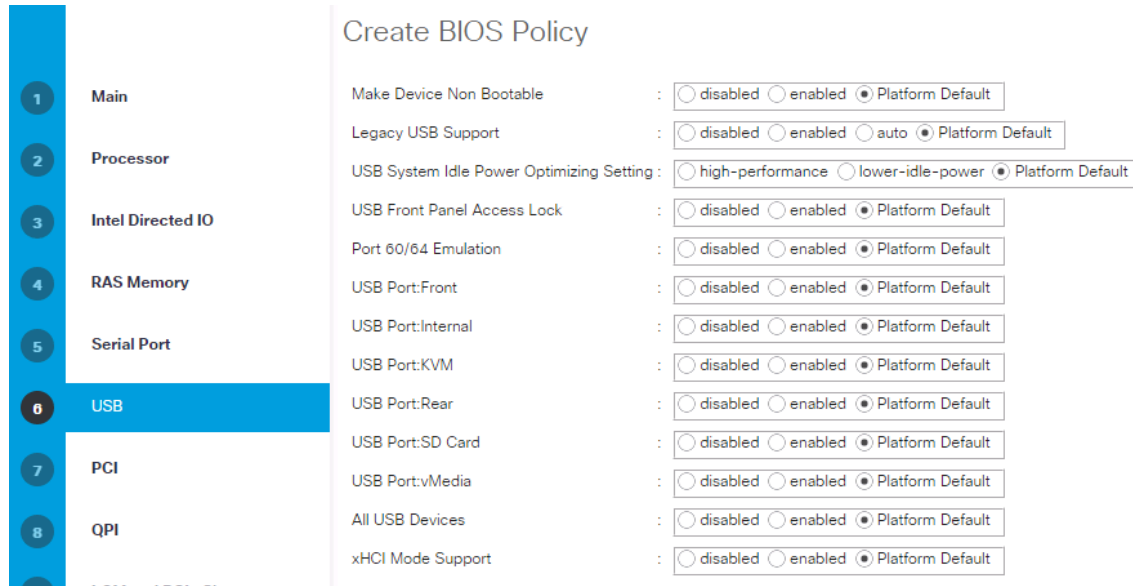 Create BIOS Policy
1 Main
2 Processor
3 Intel Directed IO
4 RAS Memory
5 Serial Port
6 USB
7 PCI
8 QPI
Make Device Non Bootable : disabled enabled Platform Default
Legacy USB Support : disabled enabled auto Platform Default
USB System Idle Power Optimizing Setting : high-performance lower-idle-power Platform Default
USB Front Panel Access Lock : disabled enabled Platform Default
Port 60/64 Emulation : disabled enabled Platform Default
USB Port:Front : disabled enabled Platform Default
USB Port:Internal : disabled enabled Platform Default
USB Port:KVM : disabled enabled Platform Default
USB Port:Rear : disabled enabled Platform Default
USB Port:SD Card : disabled enabled Platform Default
USB Port:vMedia : disabled enabled Platform Default
All USB Devices : disabled enabled Platform Default
xHCI Mode Support : disabled enabled Platform Default